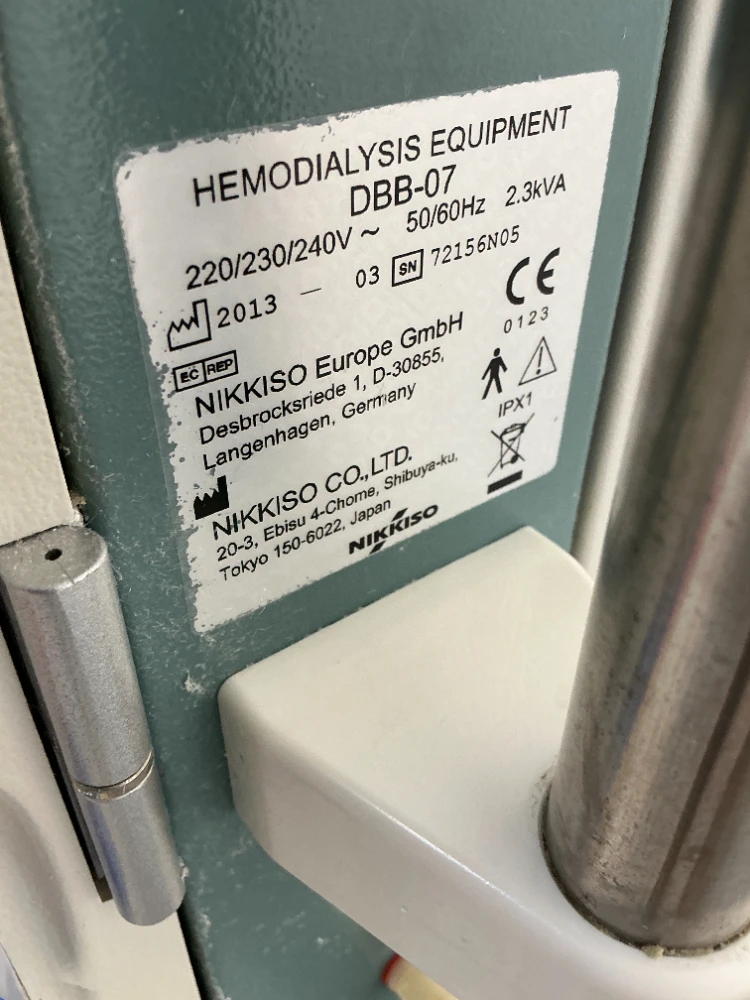 HEMODIALYSIS EQUIPMENT
DBB-07
220/230/240V ~ 50/60Hz 2.3kVA
2013 — 03 SN 72156N05
CE
0123
EC REP
NIKKISO Europe GmbH
Desbrocksriede 1, D-30855,
Langenhagen, Germany
IPX1
NIKKISO CO.,LTD.
20-3, Ebisu 4-Chome, Shibuya-ku,
Tokyo 150-6022, Japan
NIKKISO